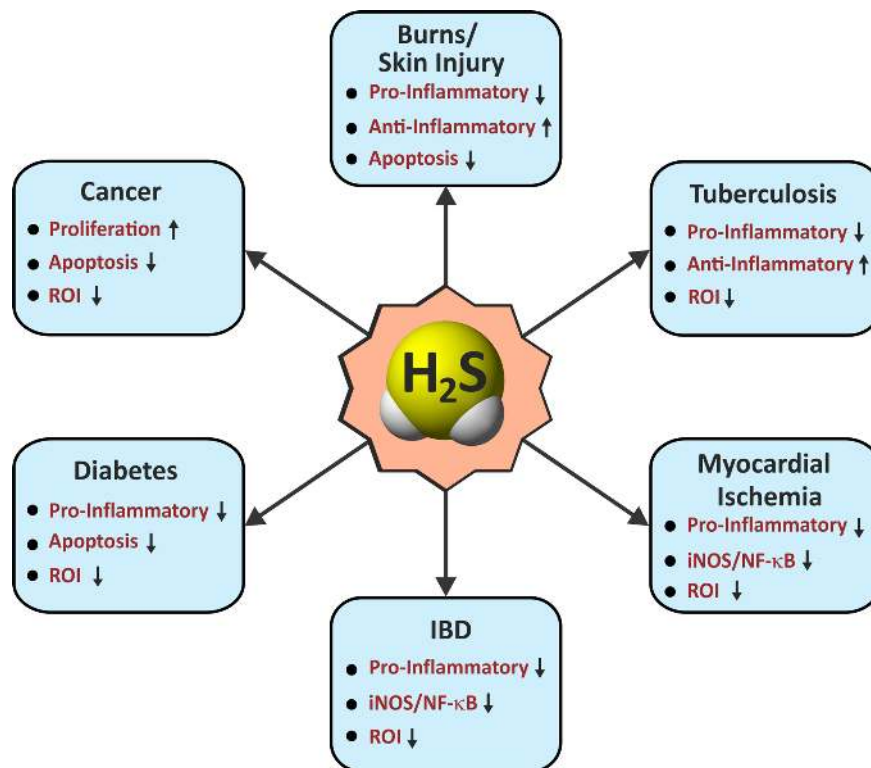 Burns/
Skin Injury
• Pro-Inflammatory ↓
• Anti-Inflammatory ↑
• Apoptosis ↓
Cancer
• Proliferation ↑
• Apoptosis ↓
• ROI ↓
Tuberculosis
• Pro-Inflammatory ↓
• Anti-Inflammatory ↑
• ROI ↓
H₂S
Diabetes
• Pro-Inflammatory ↓
• Apoptosis ↓
• ROI ↓
Myocardial
Ischemia
• Pro-Inflammatory ↓
• iNOS/NF-κB ↓
• ROI ↓
IBD
• Pro-Inflammatory ↓
• iNOS/NF-κB ↓
• ROI ↓